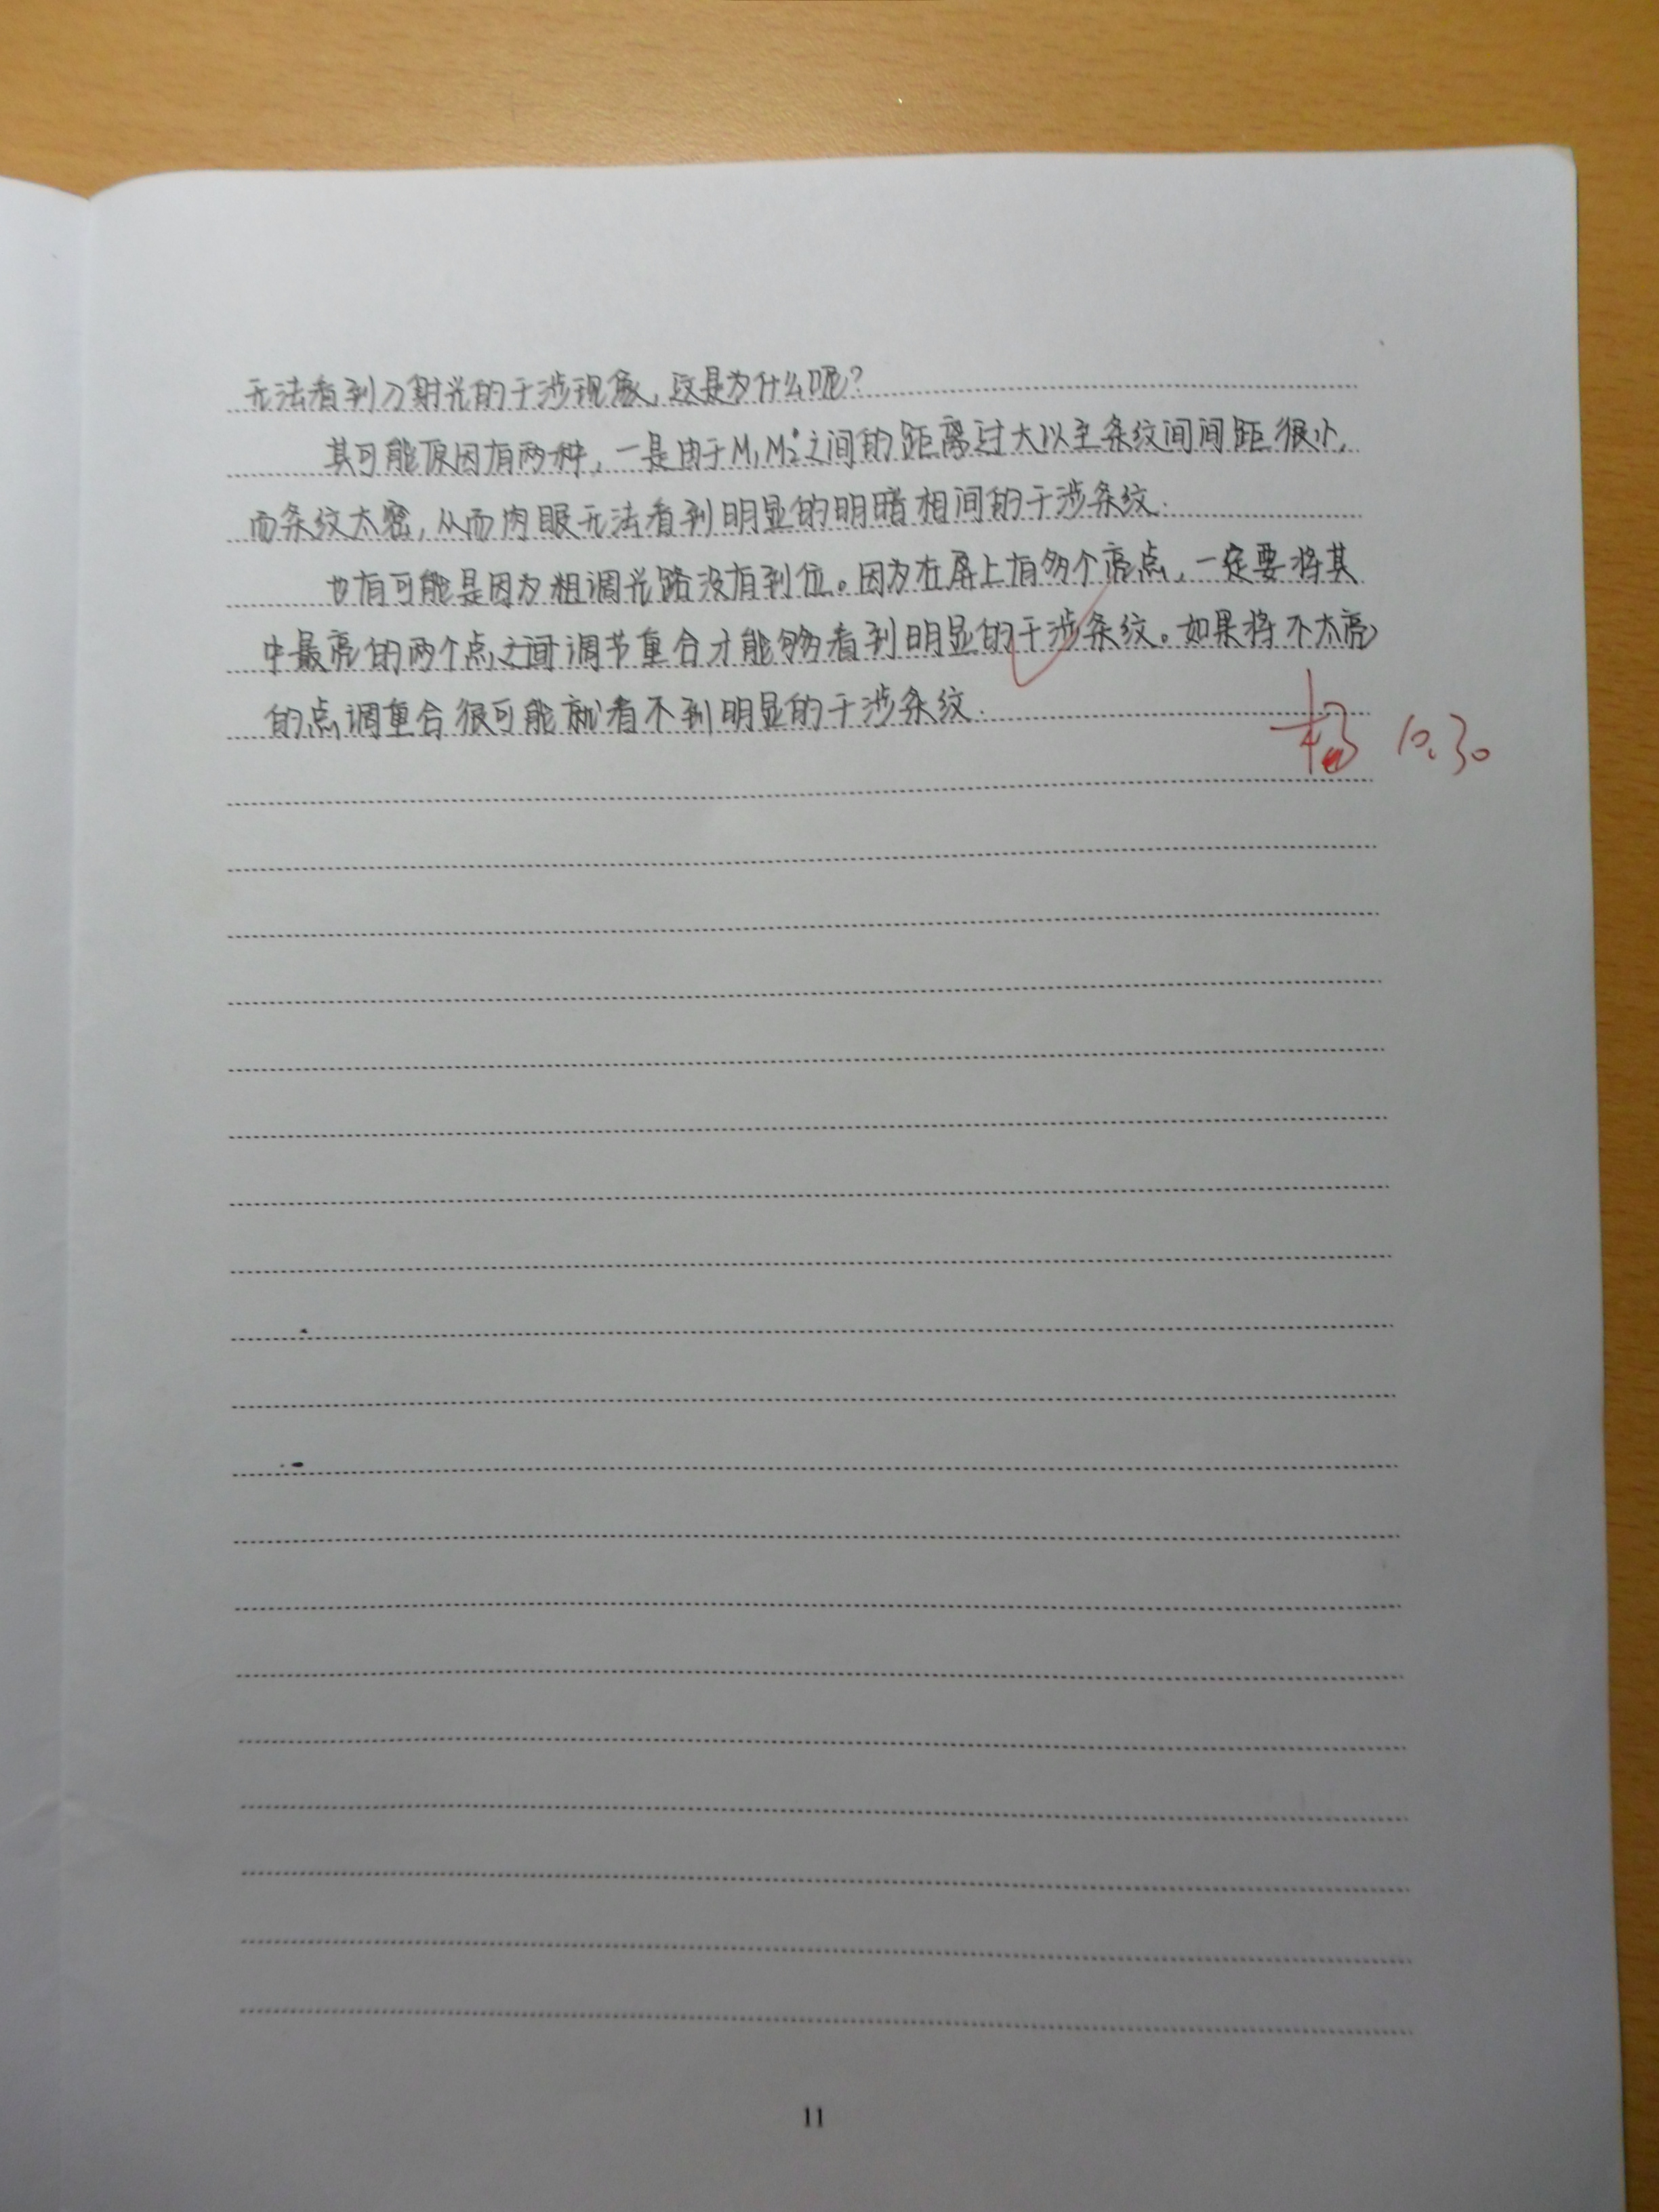 无法看到入射光的干涉现象,这是为什么呢?
其可能原因有两种,一是由于M₁M₂'之间的距离过大以至条纹间间距很小,
而条纹太密,从而肉眼无法看到明显的明暗相间的干涉条纹.
也有可能是因为粗调光路没有到位。因为在屏上有多个亮点,一定要将其
中最亮的两个点之间调节重合才能够看到明显的干涉条纹。如果将不太亮
的点调重合很可能就看不到明显的干涉条纹.
杨 10.30
11